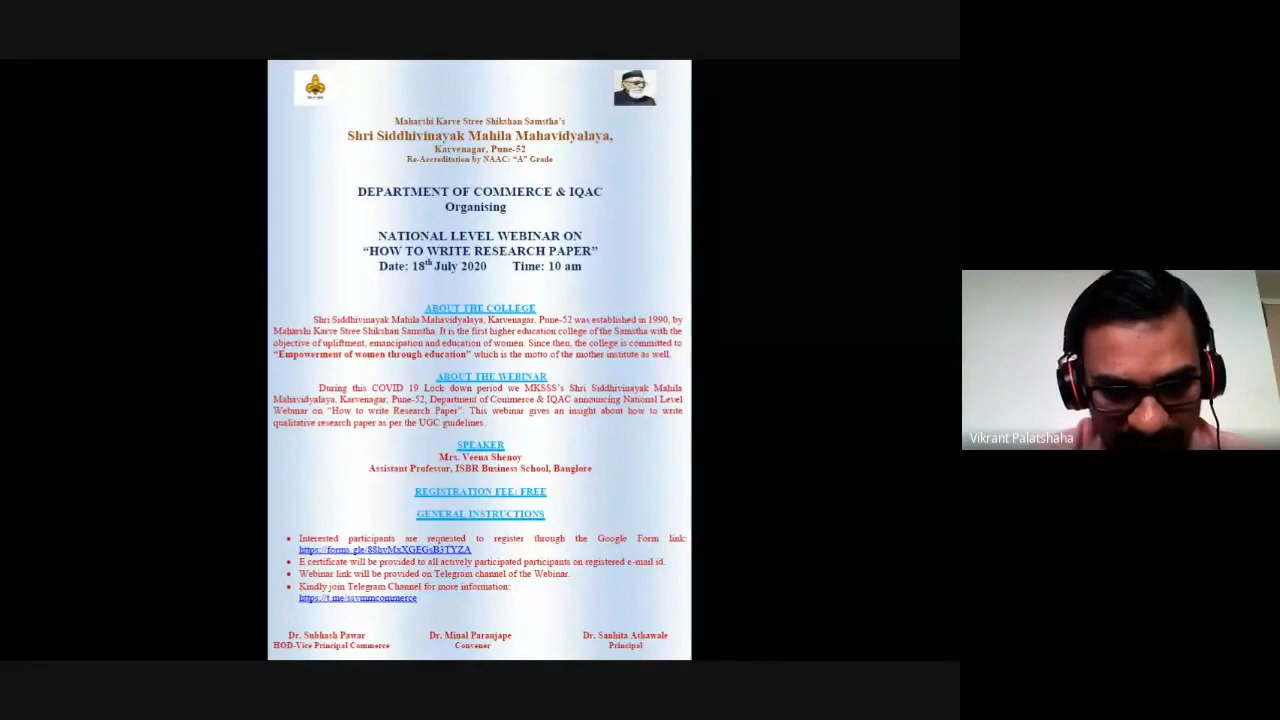 Maharshi Karve Stree Shikshan Samstha's
Shri Siddhivinayak Mahila Mahavidyalaya,
Karvenagar, Pune-52
Re-Accreditation by NAAC: "A" Grade
DEPARTMENT OF COMMERCE & IQAC
Organising
NATIONAL LEVEL WEBINAR ON
"HOW TO WRITE RESEARCH PAPER"
Date: 18th July 2020 Time: 10 am
ABOUT THE COLLEGE
Shri Siddhivinayak Mahila Mahavidyalaya, Karvenagar, Pune-52 was established in 1990, by
Maharshi Karve Stree Shikshan Samstha. It is the first higher education college of the Samstha with the
objective of upliftment, emancipation and education of women. Since then, the college is committed to
"Empowerment of women through education" which is the motto of the mother institute as well.
ABOUT THE WEBINAR
During this COVID 19 Lock down period we MKSSS's Shri Siddhivinayak Mahila
Mahavidyalaya, Karvenagar, Pune-52, Department of Commerce & IQAC announcing National Level
Webinar on "How to write Research Paper". This webinar gives an insight about how to write
qualitative research paper as per the UGC guidelines.
SPEAKER
Mrs. Veena Shenoy
Assistant Professor, ISBR Business School, Banglore
REGISTRATION FEE: FREE
GENERAL INSTRUCTIONS
• Interested participants are requested to register through the Google Form link:
https://forms.gle/88hvMxXGEGsB3TYZA
• E certificate will be provided to all actively participated participants on registered e-mail id.
• Webinar link will be provided on Telegram channel of the Webinar.
• Kindly join Telegram Channel for more information:
https://t.me/ssvmmcommerce
Dr. Subhash Pawar Dr. Minal Paranjape Dr. Sanhita Athawale
HOD-Vice Principal Commerce Convener Principal
Vikrant Palatshaha